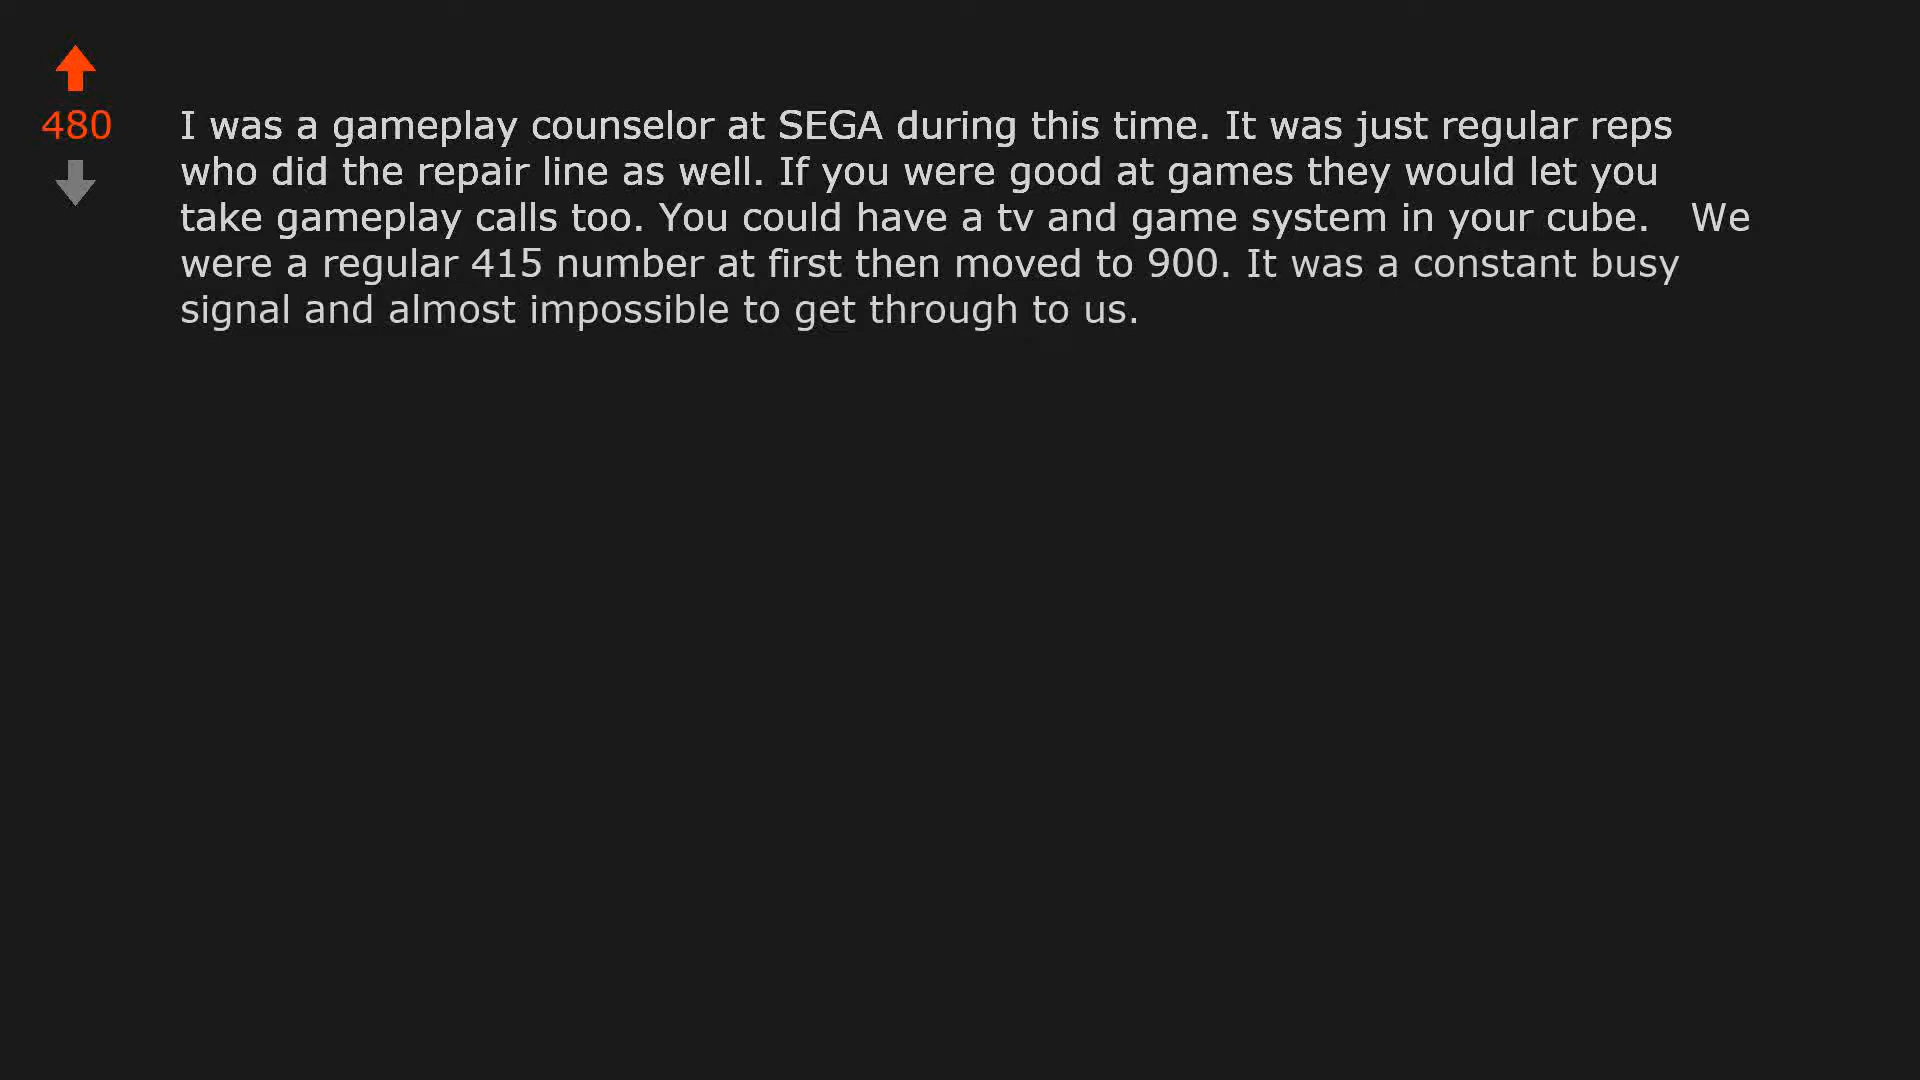 480
I was a gameplay counselor at SEGA during this time. It was just regular reps
who did the repair line as well. If you were good at games they would let you
take gameplay calls too. You could have a tv and game system in your cube.   We
were a regular 415 number at first then moved to 900. It was a constant busy
signal and almost impossible to get through to us.